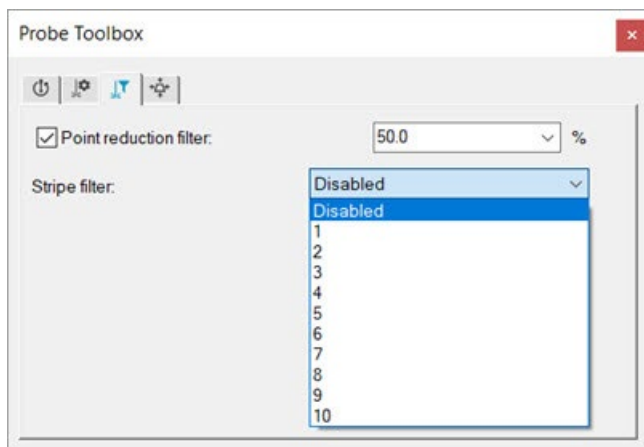 Probe Toolbox
Point reduction filter: 50.0 %
Stripe filter: Disabled
Disabled
1
2
3
4
5
6
7
8
9
10